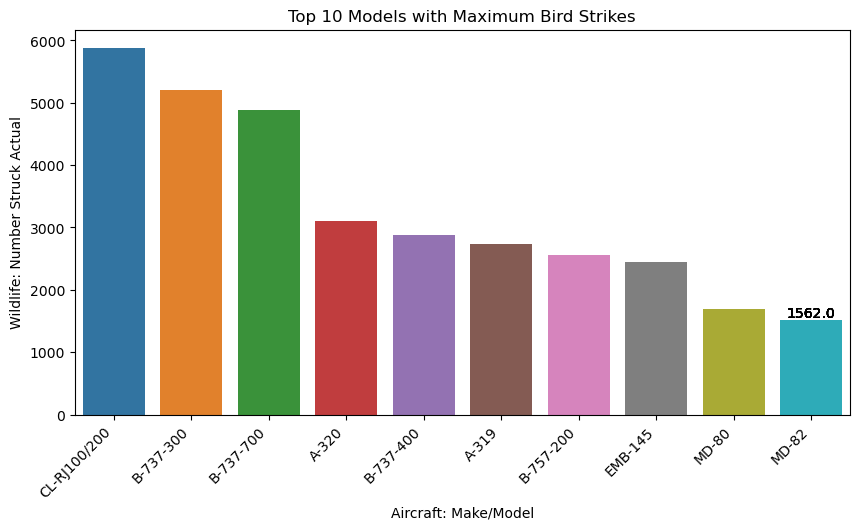 Top 10 Models with Maximum Bird Strikes
Wildlife: Number Struck Actual
6000
5000
4000
3000
2000
1000
0
1562.0
CL-RJ100/200
B-737-300
B-737-700
A-320
B-737-400
A-319
B-757-200
EMB-145
MD-80
MD-82
Aircraft: Make/Model